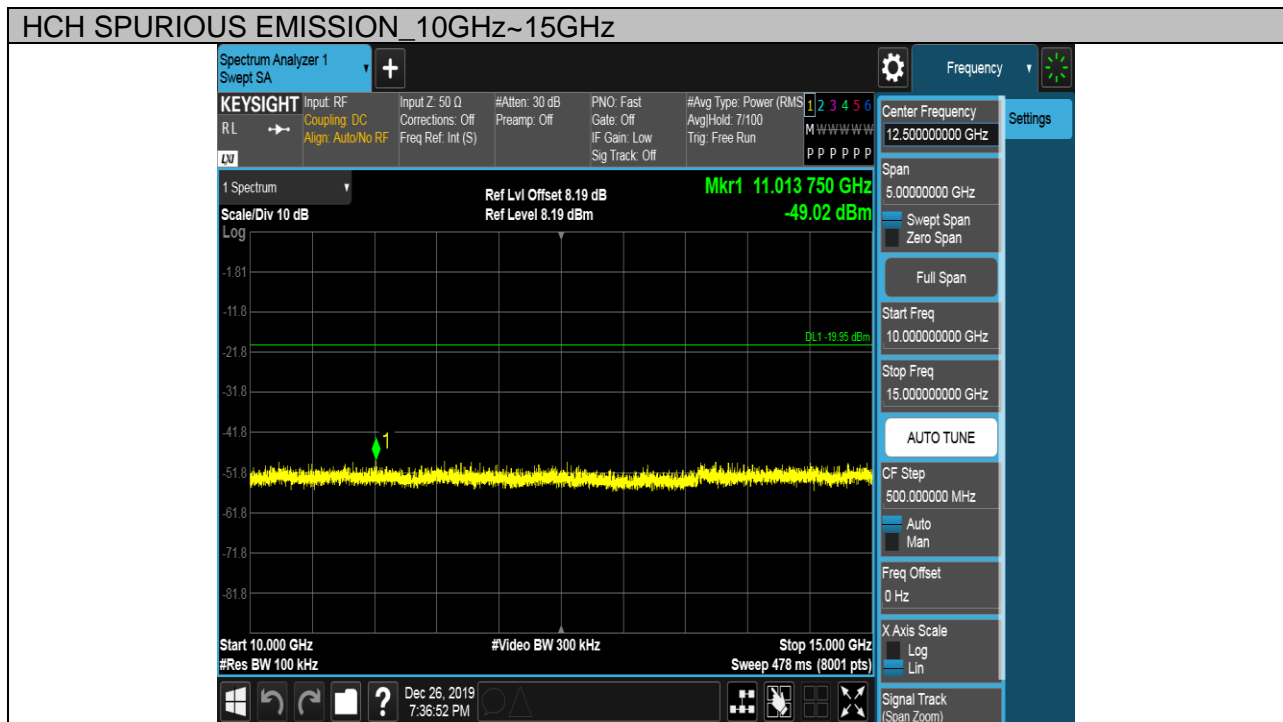 HCH SPURIOUS EMISSION_10GHz~15GHz
Spectrum Analyzer 1
Swept SA
Frequency
KEYSIGHT
RL
LXI
Input: RF
Coupling: DC
Align: Auto/No RF
Input Z: 50 Ω
Corrections: Off
Freq Ref: Int (S)
#Atten: 30 dB
Preamp: Off
PNO: Fast
Gate: Off
IF Gain: Low
Sig Track: Off
#Avg Type: Power (RMS
Avg|Hold: 7/100
Trig: Free Run
1 2 3 4 5 6
M W W W W W
P P P P P P
1 Spectrum
Scale/Div 10 dB
Ref Lvl Offset 8.19 dB
Ref Level 8.19 dBm
Mkr1 11.013 750 GHz
-49.02 dBm
Log
-1.81
-11.8
DL1 -19.95 dBm
-21.8
-31.8
-41.8
1
-51.8
-61.8
-71.8
-81.8
Start 10.000 GHz
#Res BW 100 kHz
#Video BW 300 kHz
Stop 15.000 GHz
Sweep 478 ms (8001 pts)
?
Dec 26, 2019
7:36:52 PM
Center Frequency
12.500000000 GHz
Settings
Span
5.00000000 GHz
Swept Span
Zero Span
Full Span
Start Freq
10.000000000 GHz
Stop Freq
15.000000000 GHz
AUTO TUNE
CF Step
500.000000 MHz
Auto
Man
Freq Offset
0 Hz
X Axis Scale
Log
Lin
Signal Track
(Span Zoom)